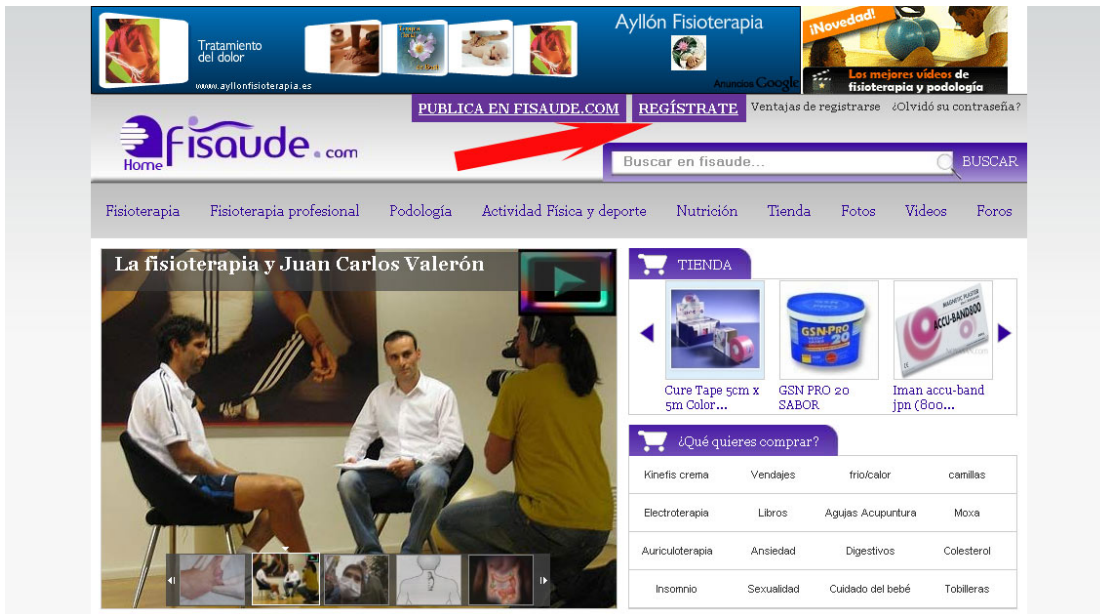 Tratamiento
del dolor
www.ayllonfisioterapia.es
Ayllón Fisioterapia
Anuncios Google
¡Novedad!
Los mejores vídeos de
fisioterapia y podología
PUBLICA EN FISAUDE.COM
REGÍSTRATE
Ventajas de registrarse
¿Olvidó su contraseña?
Home
fisaude.com
Buscar en fisaude...
BUSCAR
Fisioterapia
Fisioterapia profesional
Podología
Actividad Física y deporte
Nutrición
Tienda
Fotos
Videos
Foros
La fisioterapia y Juan Carlos Valerón
TIENDA
GSN-PRO
20
MAGNETIC PLASTER
ACCU-BAND800
Cure Tape 5cm x
5m Color...
GSN PRO 20
SABOR
Iman accu-band
jpn (800...
¿Qué quieres comprar?
Kinefis crema
Vendajes
frio/calor
camillas
Electroterapia
Libros
Agujas Acupuntura
Moxa
Auriculoterapia
Ansiedad
Digestivos
Colesterol
Insomnio
Sexualidad
Cuidado del bebé
Tobilleras